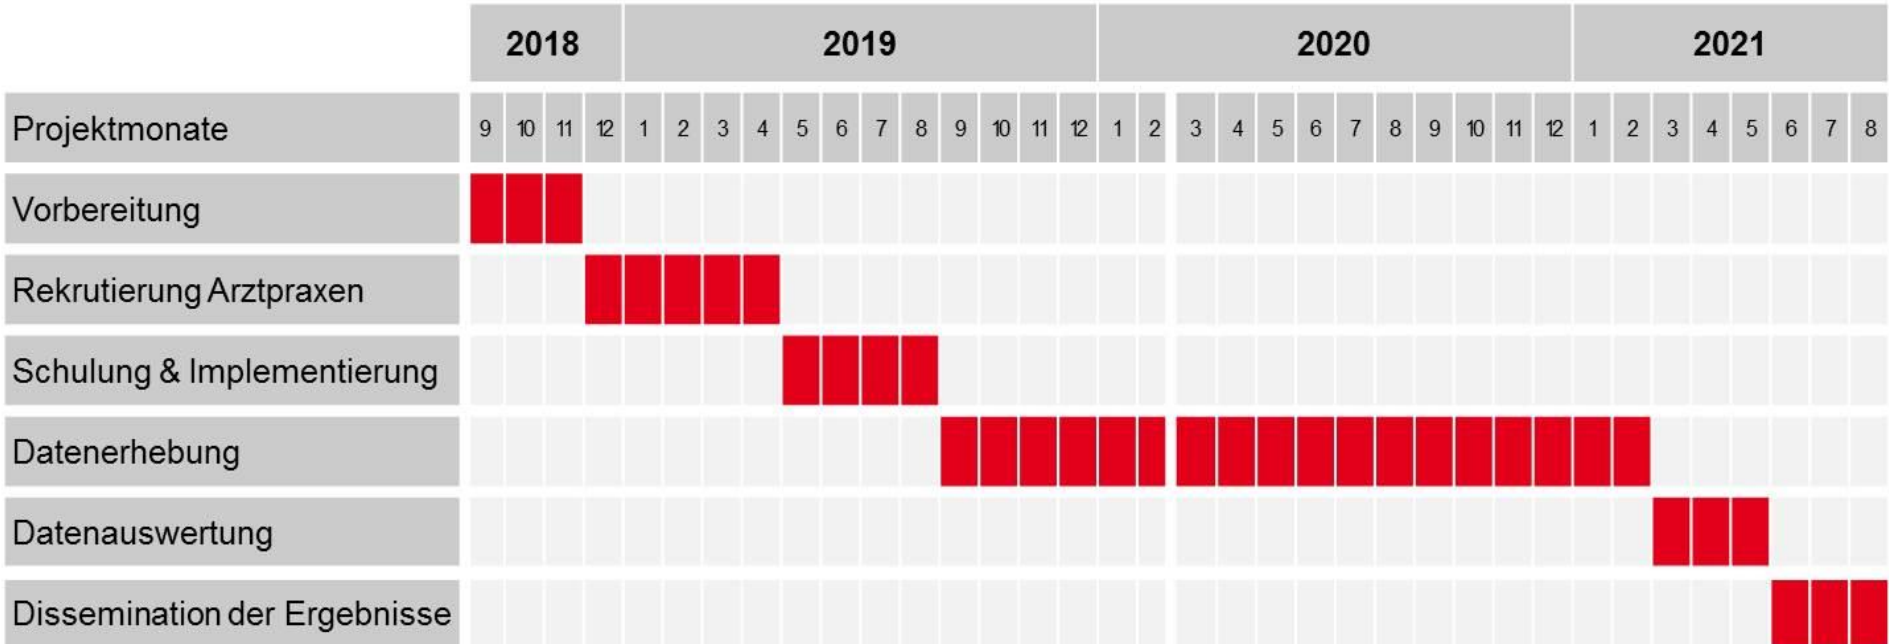 2018 2019 2020 2021
Projektmonate 9 10 11 12 1 2 3 4 5 6 7 8 9 10 11 12 1 2 3 4 5 6 7 8 9 10 11 12 1 2 3 4 5 6 7 8
Vorbereitung
Rekrutierung Arztpraxen
Schulung & Implementierung
Datenerhebung
Datenauswertung
Dissemination der Ergebnisse